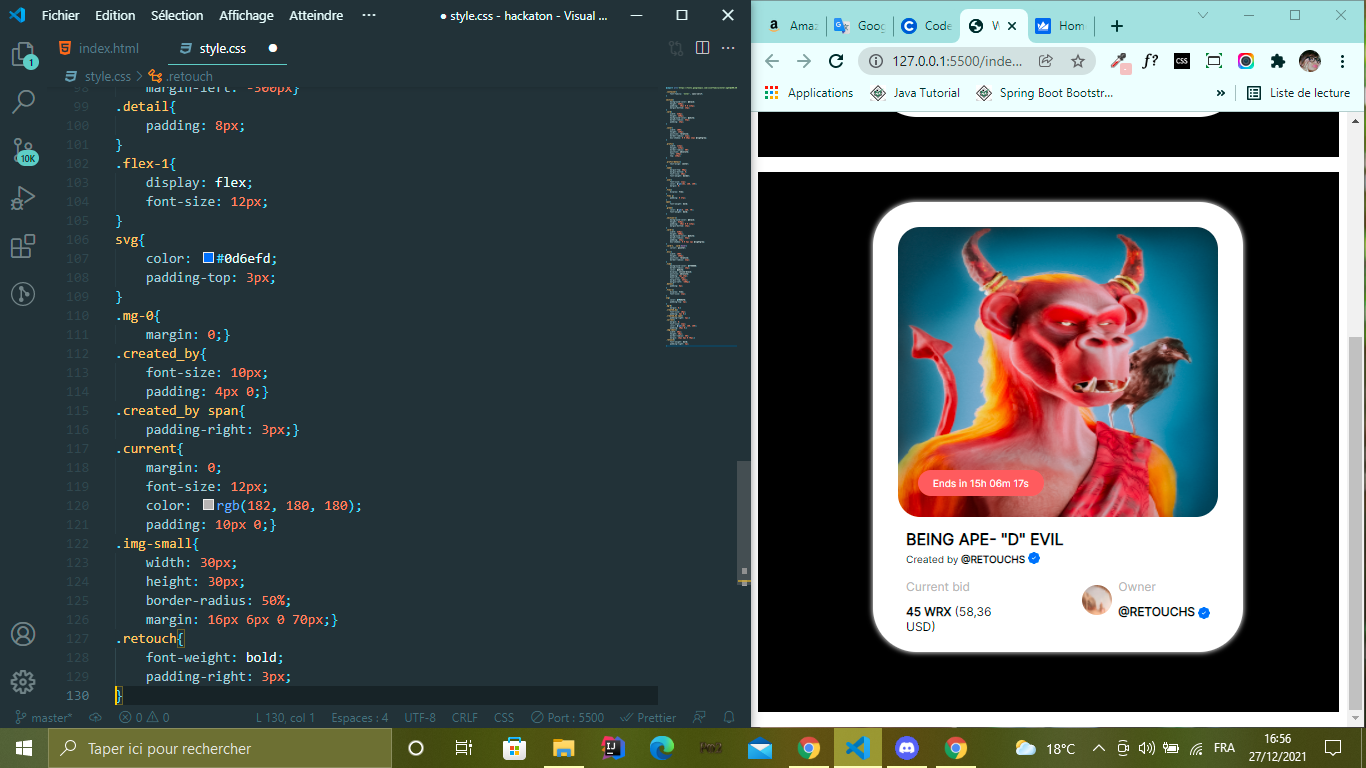 Fichier Edition Sélection Affichage Atteindre ··· ● style.css - hackaton - Visual ...
index.html style.css ●
style.css > .retouch
98 margin-left: -300px}
99 .detail{
100 padding: 8px;
101 }
102 .flex-1{
103 display: flex;
104 font-size: 12px;
105 }
106 svg{
107 color: #0d6efd;
108 padding-top: 3px;
109 }
110 .mg-0{
111 margin: 0;}
112 .created_by{
113 font-size: 10px;
114 padding: 4px 0;}
115 .created_by span{
116 padding-right: 3px;}
117 .current{
118 margin: 0;
119 font-size: 12px;
120 color: rgb(182, 180, 180);
121 padding: 10px 0;}
122 .img-small{
123 width: 30px;
124 height: 30px;
125 border-radius: 50%;
126 margin: 16px 6px 0 70px;}
127 .retouch{
128 font-weight: bold;
129 padding-right: 3px;
130 }
1
10K
master* 0 0 L 130, col 1 Espaces : 4 UTF-8 CRLF CSS Port : 5500 Prettier
Amaz Goog Code W Hom
127.0.0.1:5500/inde... f? CSS
Applications Java Tutorial Spring Boot Bootstr... » Liste de lecture
Ends in 15h 06m 17s
BEING APE- "D" EVIL
Created by @RETOUCHS
Current bid Owner
45 WRX (58,36 USD) @RETOUCHS
Taper ici pour rechercher
18°C FRA 16:56
27/12/2021